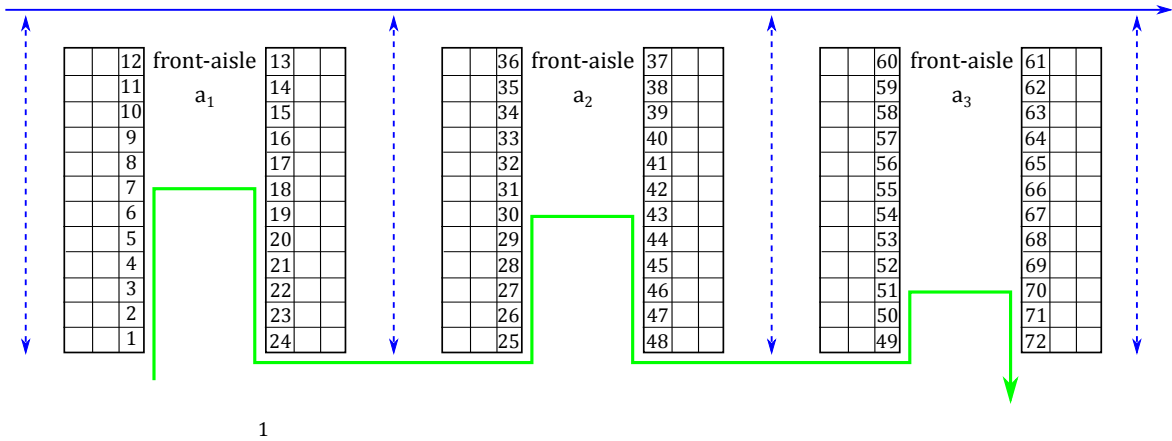 12 front-aisle 13 36 front-aisle 37 60 front-aisle 61
11 a₁ 14 35 a₂ 38 59 a₃ 62
10 15 34 39 58 63
9 16 33 40 57 64
8 17 32 41 56 65
7 18 31 42 55 66
6 19 30 43 54 67
5 20 29 44 53 68
4 21 28 45 52 69
3 22 27 46 51 70
2 23 26 47 50 71
1 24 25 48 49 72
1